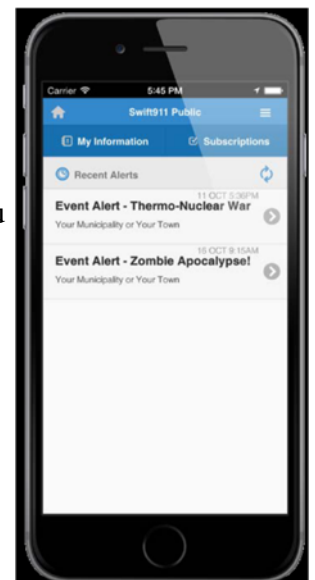 Carrier 5:45 PM
Swift911 Public
My Information Subscriptions
Recent Alerts
11 OCT 5:36PM
Event Alert - Thermo-Nuclear War
Your Municipality or Your Town
15 OCT 9:15AM
Event Alert - Zombie Apocalypse!
Your Municipality or Your Town